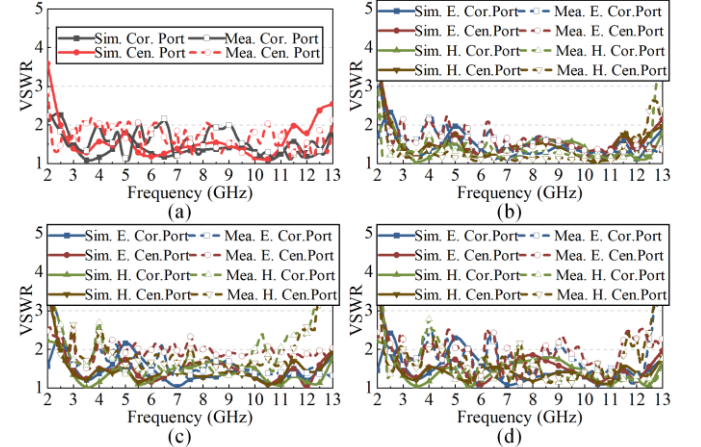 5
4
3
2
1
VSWR
Sim. Cor. Port
Mea. Cor. Port
Sim. Cen. Port
Mea. Cen. Port
2 3 4 5 6 7 8 9 10 11 12 13
Frequency (GHz)
(a)
5
4
3
2
1
VSWR
Sim. E. Cor.Port
Mea. E. Cor.Port
Sim. E. Cen.Port
Mea. E. Cen.Port
Sim. H. Cor.Port
Mea. H. Cor.Port
Sim. H. Cen.Port
Mea. H. Cen.Port
2 3 4 5 6 7 8 9 10 11 12 13
Frequency (GHz)
(b)
5
4
3
2
1
VSWR
Sim. E. Cor.Port
Mea. E. Cor.Port
Sim. E. Cen.Port
Mea. E. Cen.Port
Sim. H. Cor.Port
Mea. H. Cor.Port
Sim. H. Cen.Port
Mea. H. Cen.Port
2 3 4 5 6 7 8 9 10 11 12 13
Frequency (GHz)
(c)
5
4
3
2
1
VSWR
Sim. E. Cor.Port
Mea. E. Cor.Port
Sim. E. Cen.Port
Mea. E. Cen.Port
Sim. H. Cor.Port
Mea. H. Cor.Port
Sim. H. Cen.Port
Mea. H. Cen.Port
2 3 4 5 6 7 8 9 10 11 12 13
Frequency (GHz)
(d)